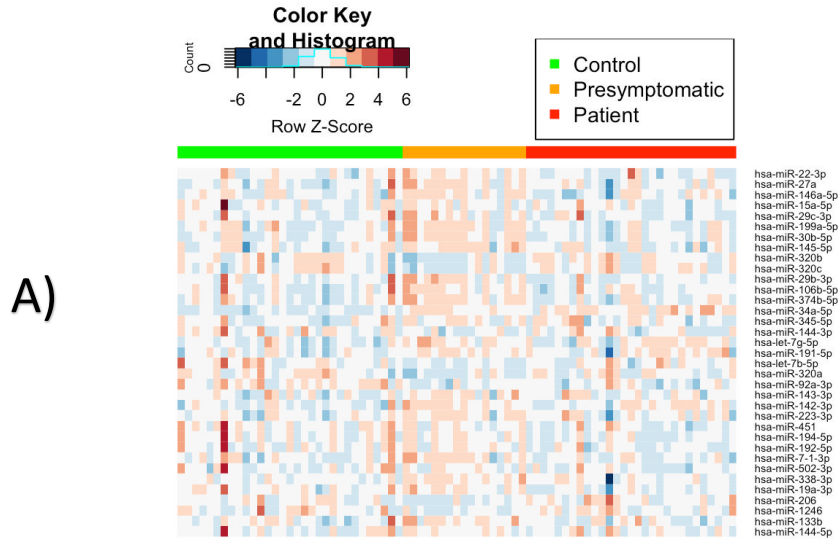 Color Key
and Histogram
Count
0
-6 -2 0 2 4 6
Row Z-Score
Control
Presymptomatic
Patient
A)
hsa-miR-22-3p
hsa-miR-27a
hsa-miR-146a-5p
hsa-miR-15a-5p
hsa-miR-29c-3p
hsa-miR-199a-5p
hsa-miR-30b-5p
hsa-miR-145-5p
hsa-miR-320b
hsa-miR-320c
hsa-miR-29b-3p
hsa-miR-106b-5p
hsa-miR-374b-5p
hsa-miR-34a-5p
hsa-miR-345-5p
hsa-miR-144-3p
hsa-let-7g-5p
hsa-miR-191-5p
hsa-let-7b-5p
hsa-miR-320a
hsa-miR-92a-3p
hsa-miR-143-3p
hsa-miR-142-3p
hsa-miR-223-3p
hsa-miR-451
hsa-miR-194-5p
hsa-miR-192-5p
hsa-miR-7-1-3p
hsa-miR-502-3p
hsa-miR-338-3p
hsa-miR-19a-3p
hsa-miR-206
hsa-miR-1246
hsa-miR-133b
hsa-miR-144-5p